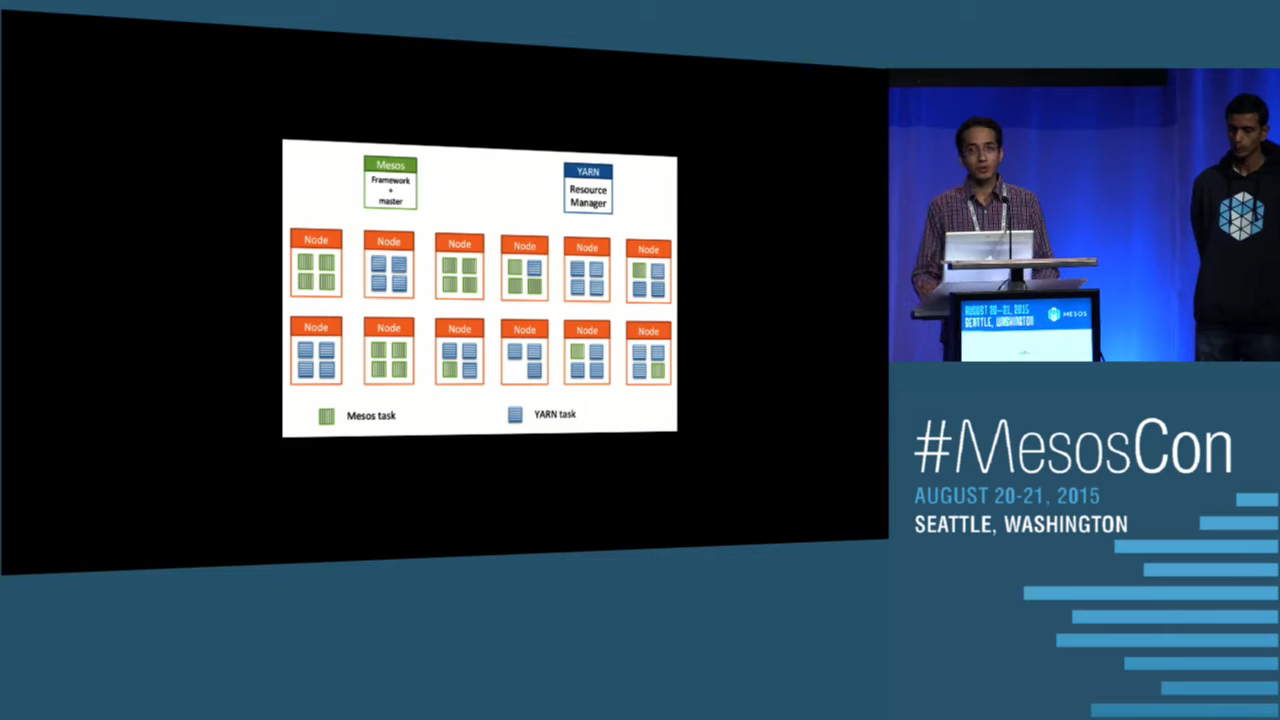 Mesos
Framework
+
master
YARN
Resource
Manager
Node
Node
Node
Node
Node
Node
Node
Node
Node
Node
Node
Node
Mesos task
YARN task
AUGUST 20-21, 2015
SEATTLE, WASHINGTON
MESOS
#MesosCon
AUGUST 20-21, 2015
SEATTLE, WASHINGTON